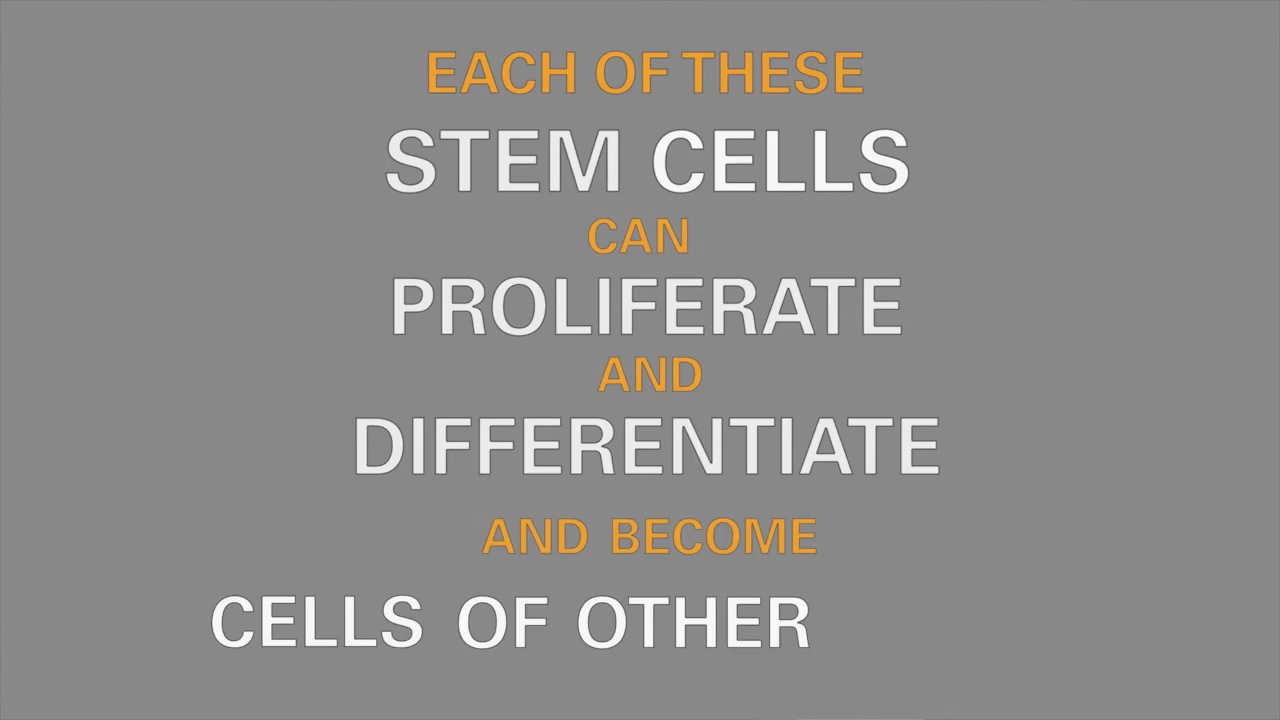 EACH OF THESE
STEM CELLS
CAN
PROLIFERATE
AND
DIFFERENTIATE
AND BECOME
CELLS OF OTHER